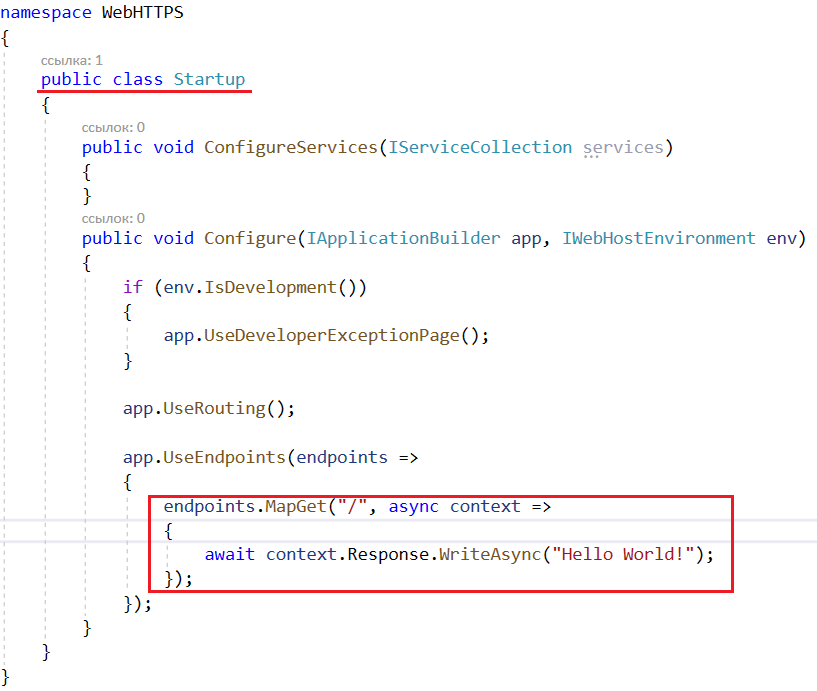 namespace WebHTTPS
{
ссылка: 1
public class Startup
{
ссылок: 0
public void ConfigureServices(IServiceCollection services)
{
}
ссылок: 0
public void Configure(IApplicationBuilder app, IWebHostEnvironment env)
{
if (env.IsDevelopment())
{
app.UseDeveloperExceptionPage();
}
app.UseRouting();
app.UseEndpoints(endpoints =>
{
endpoints.MapGet("/", async context =>
{
await context.Response.WriteAsync("Hello World!");
});
});
}
}
}